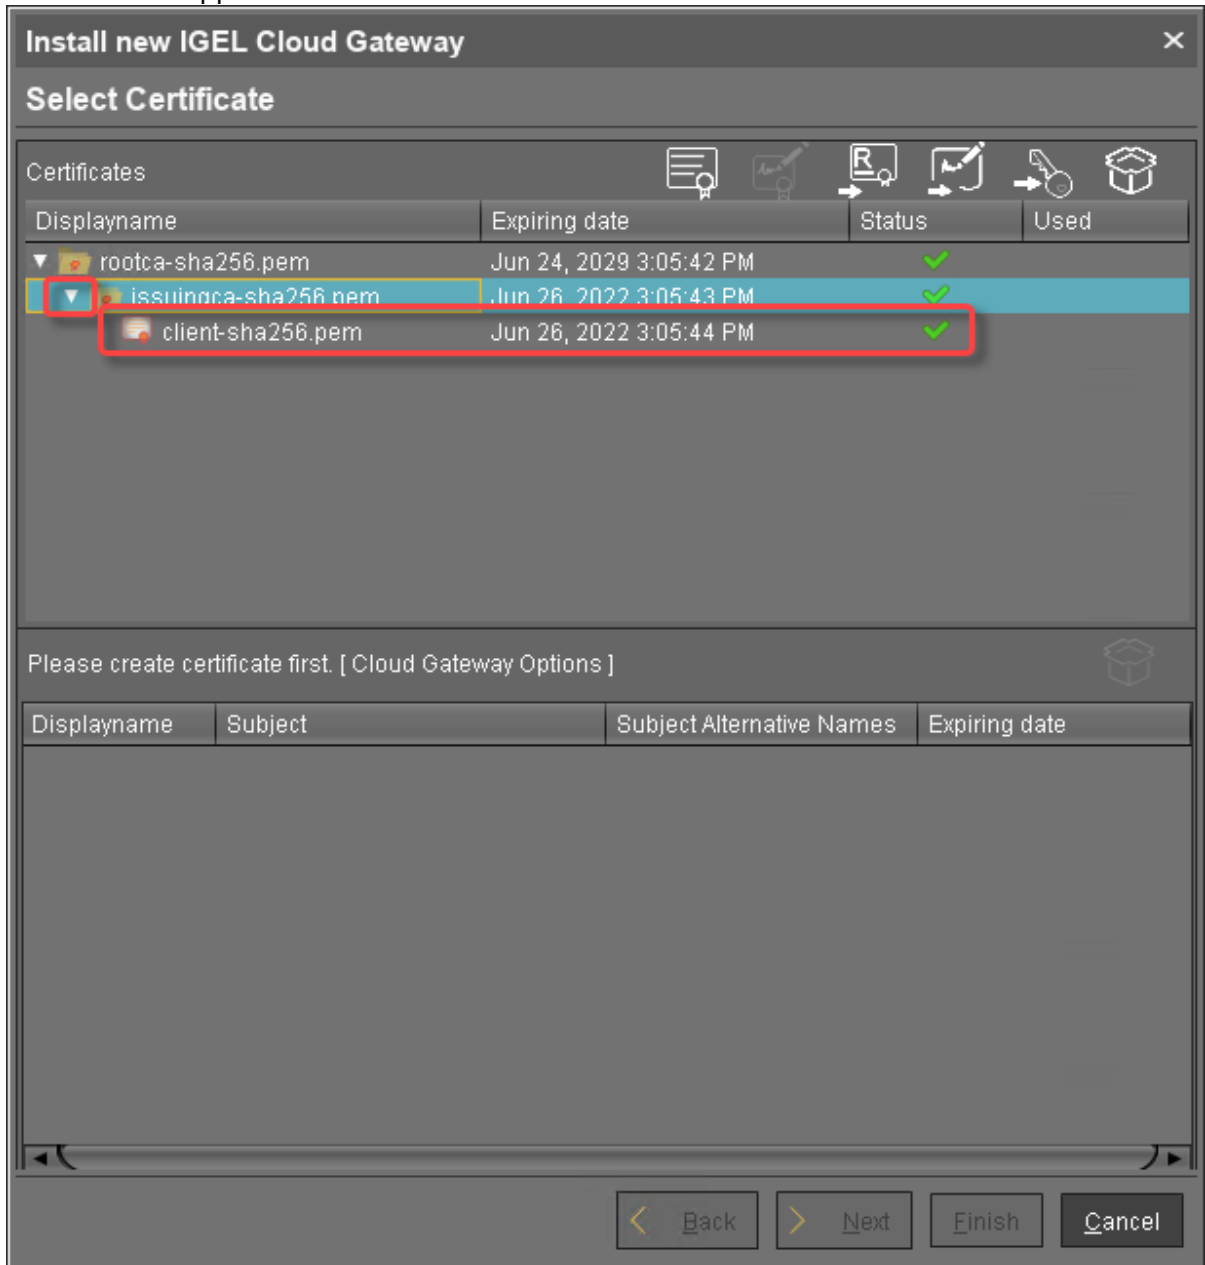 Install new IGEL Cloud Gateway
Select Certificate
Certificates
Displayname Expiring date Status Used
rootca-sha256.pem Jun 24, 2029 3:05:42 PM
issuingca-sha256.pem Jun 26, 2022 3:05:43 PM
client-sha256.pem Jun 26, 2022 3:05:44 PM
Please create certificate first. [ Cloud Gateway Options ]
Displayname Subject Subject Alternative Names Expiring date
Back Next Finish Cancel